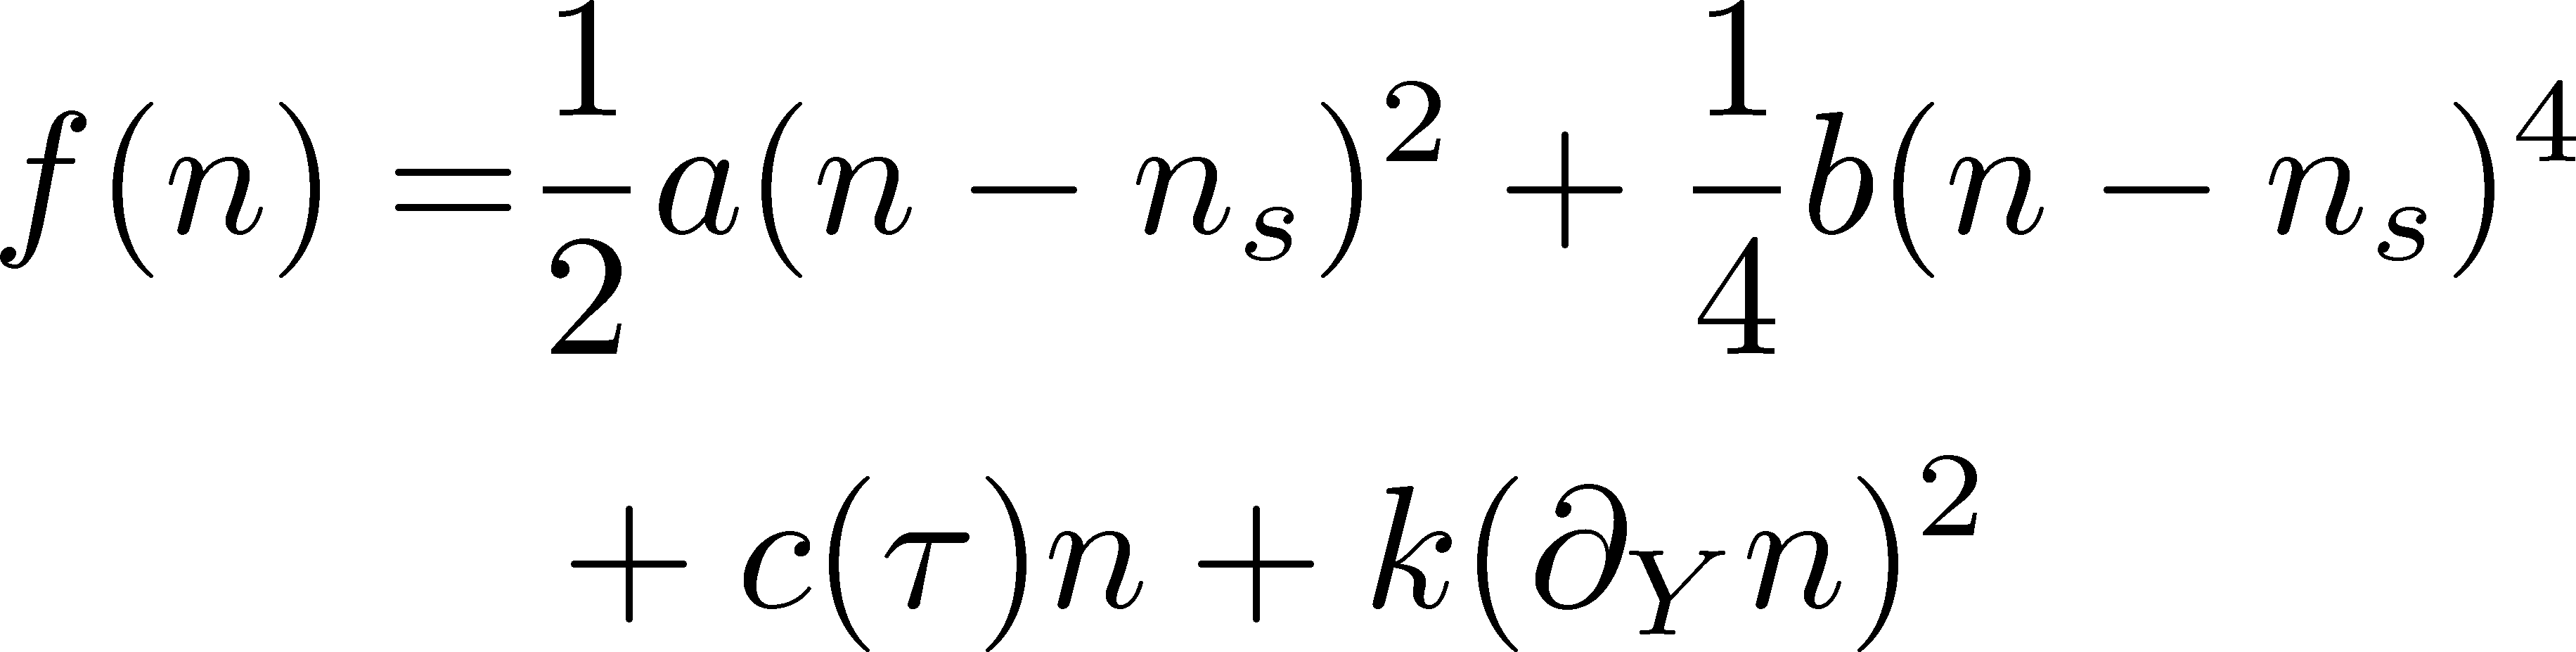 f(n) = \frac{1}{2} a(n - n_s)^2 + \frac{1}{4} b(n - n_s)^4
+ c(\tau)n + k(\partial_Y n)^2